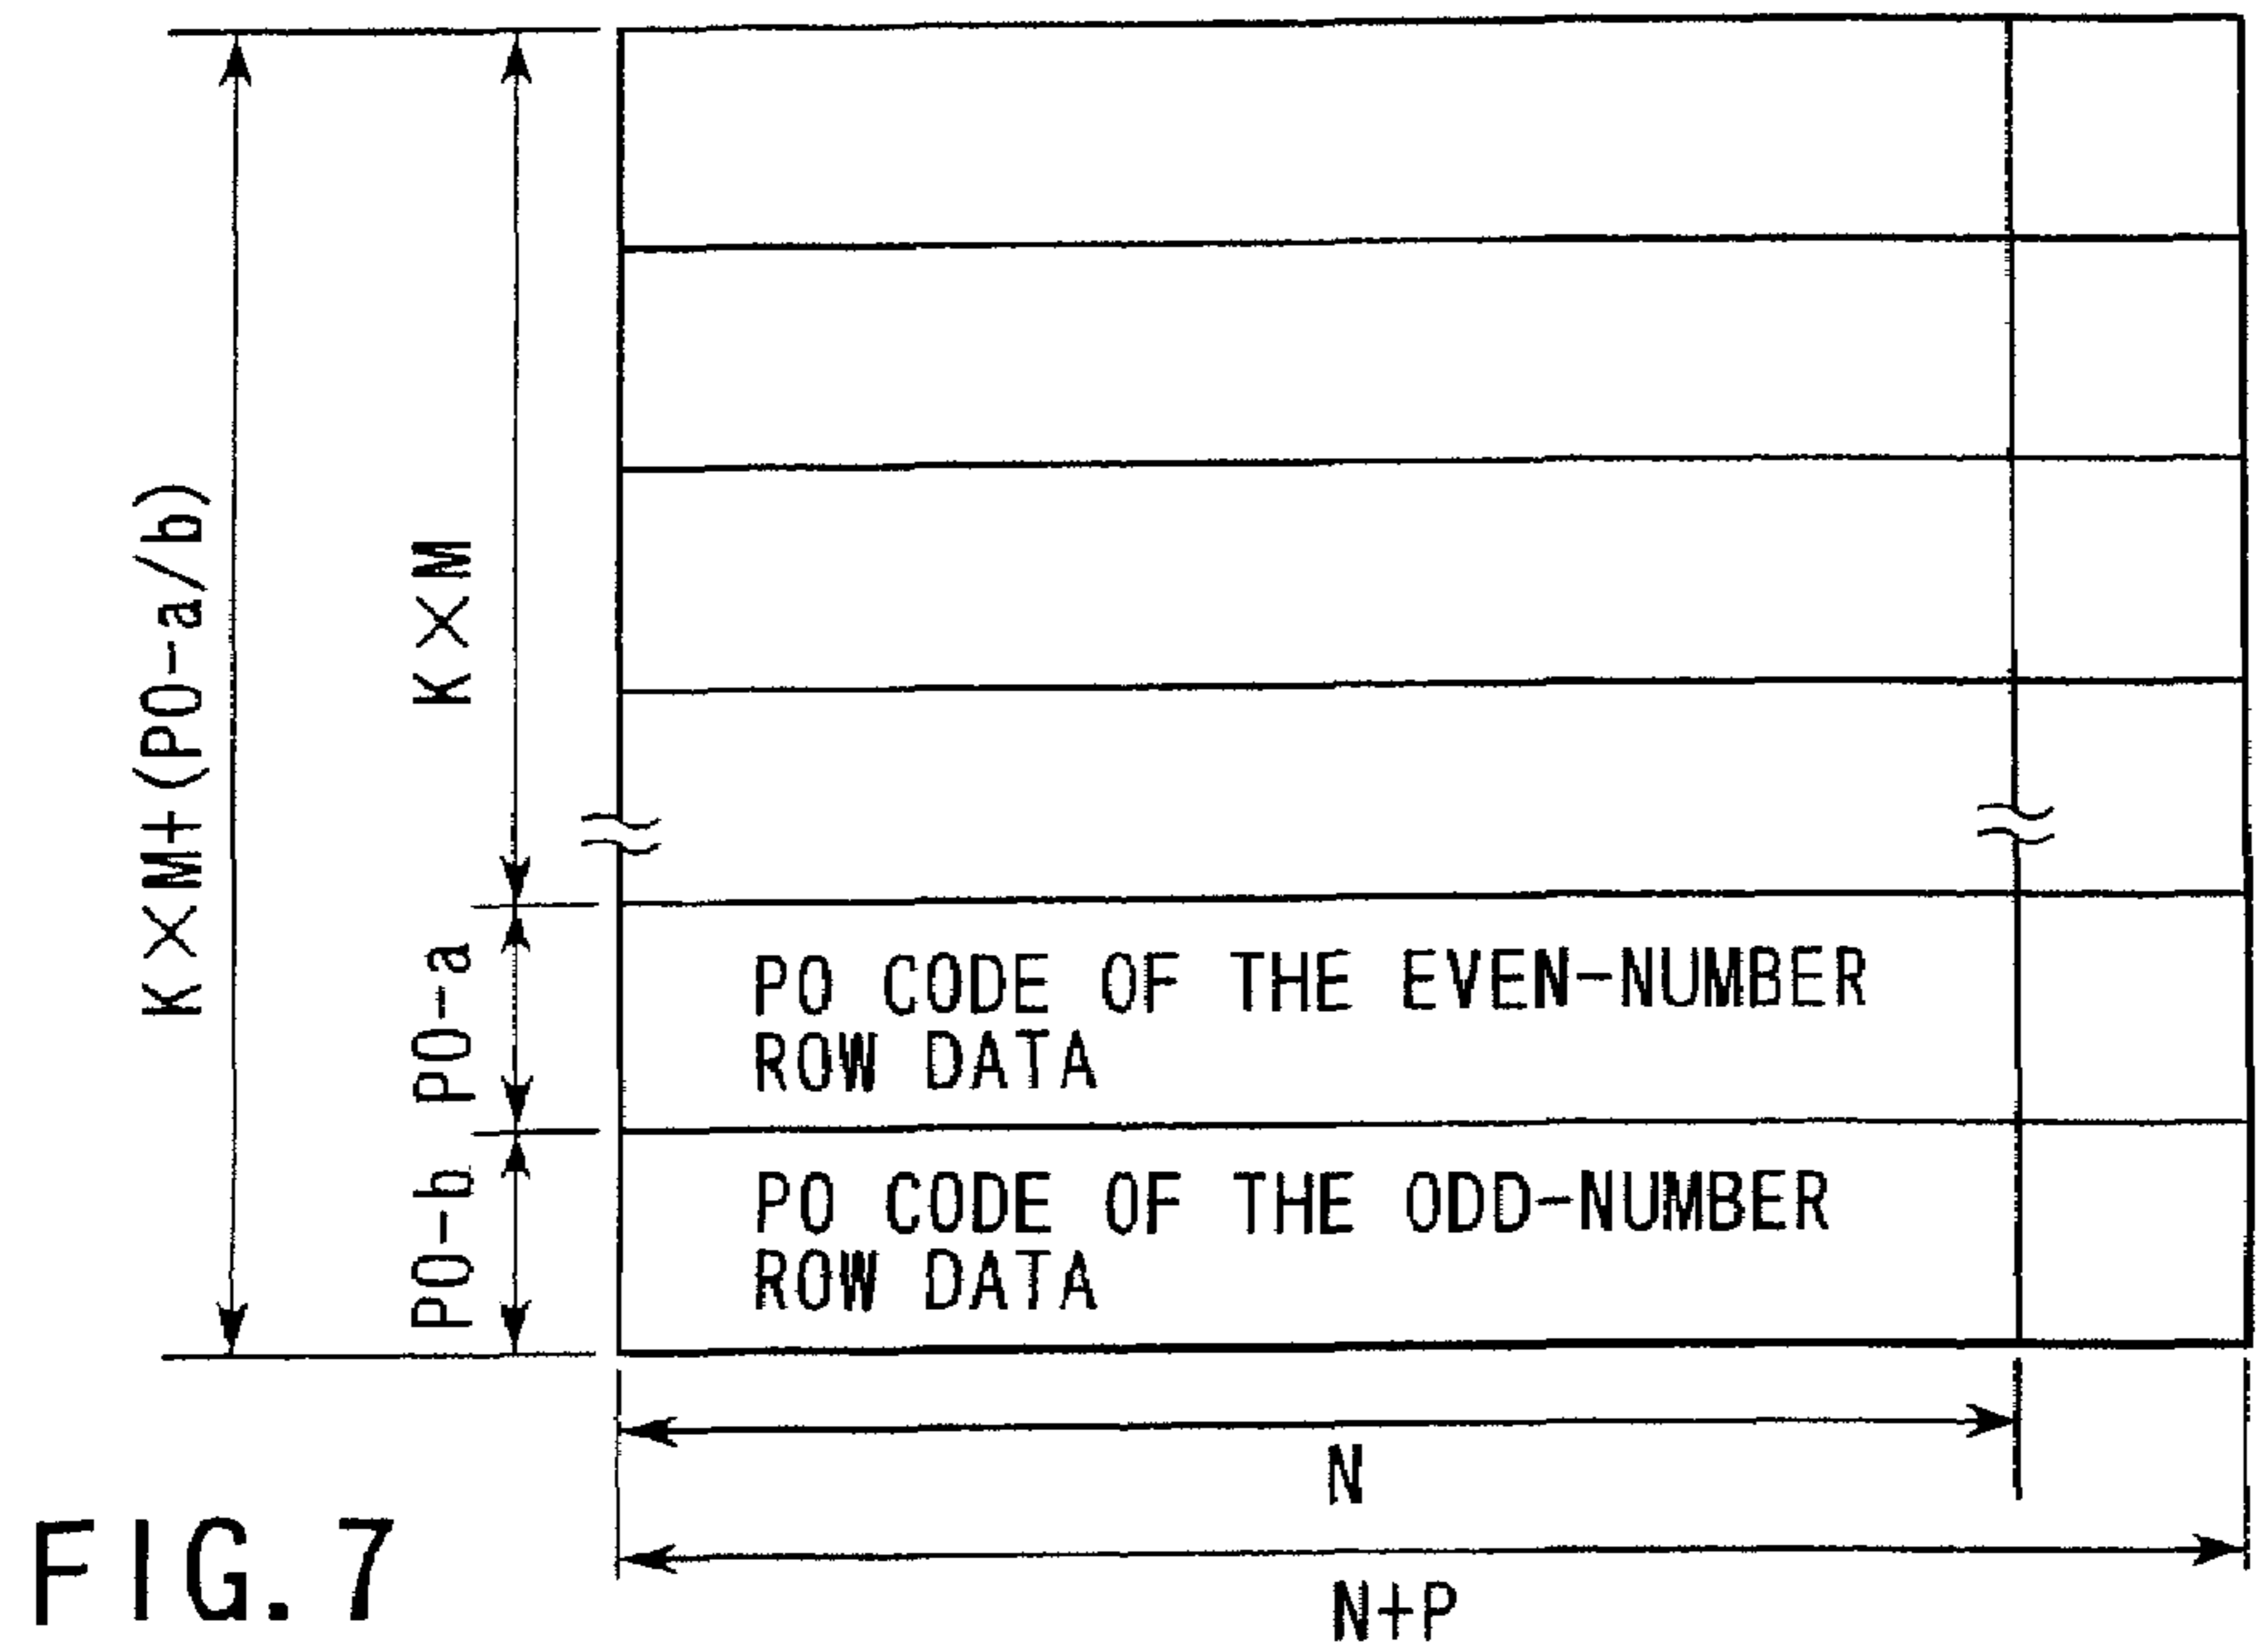 K×M+(PO-a/b)
K×M
PO-a
PO-b
PO CODE OF THE EVEN-NUMBER
ROW DATA
PO CODE OF THE ODD-NUMBER
ROW DATA
N
N+P
FIG. 7